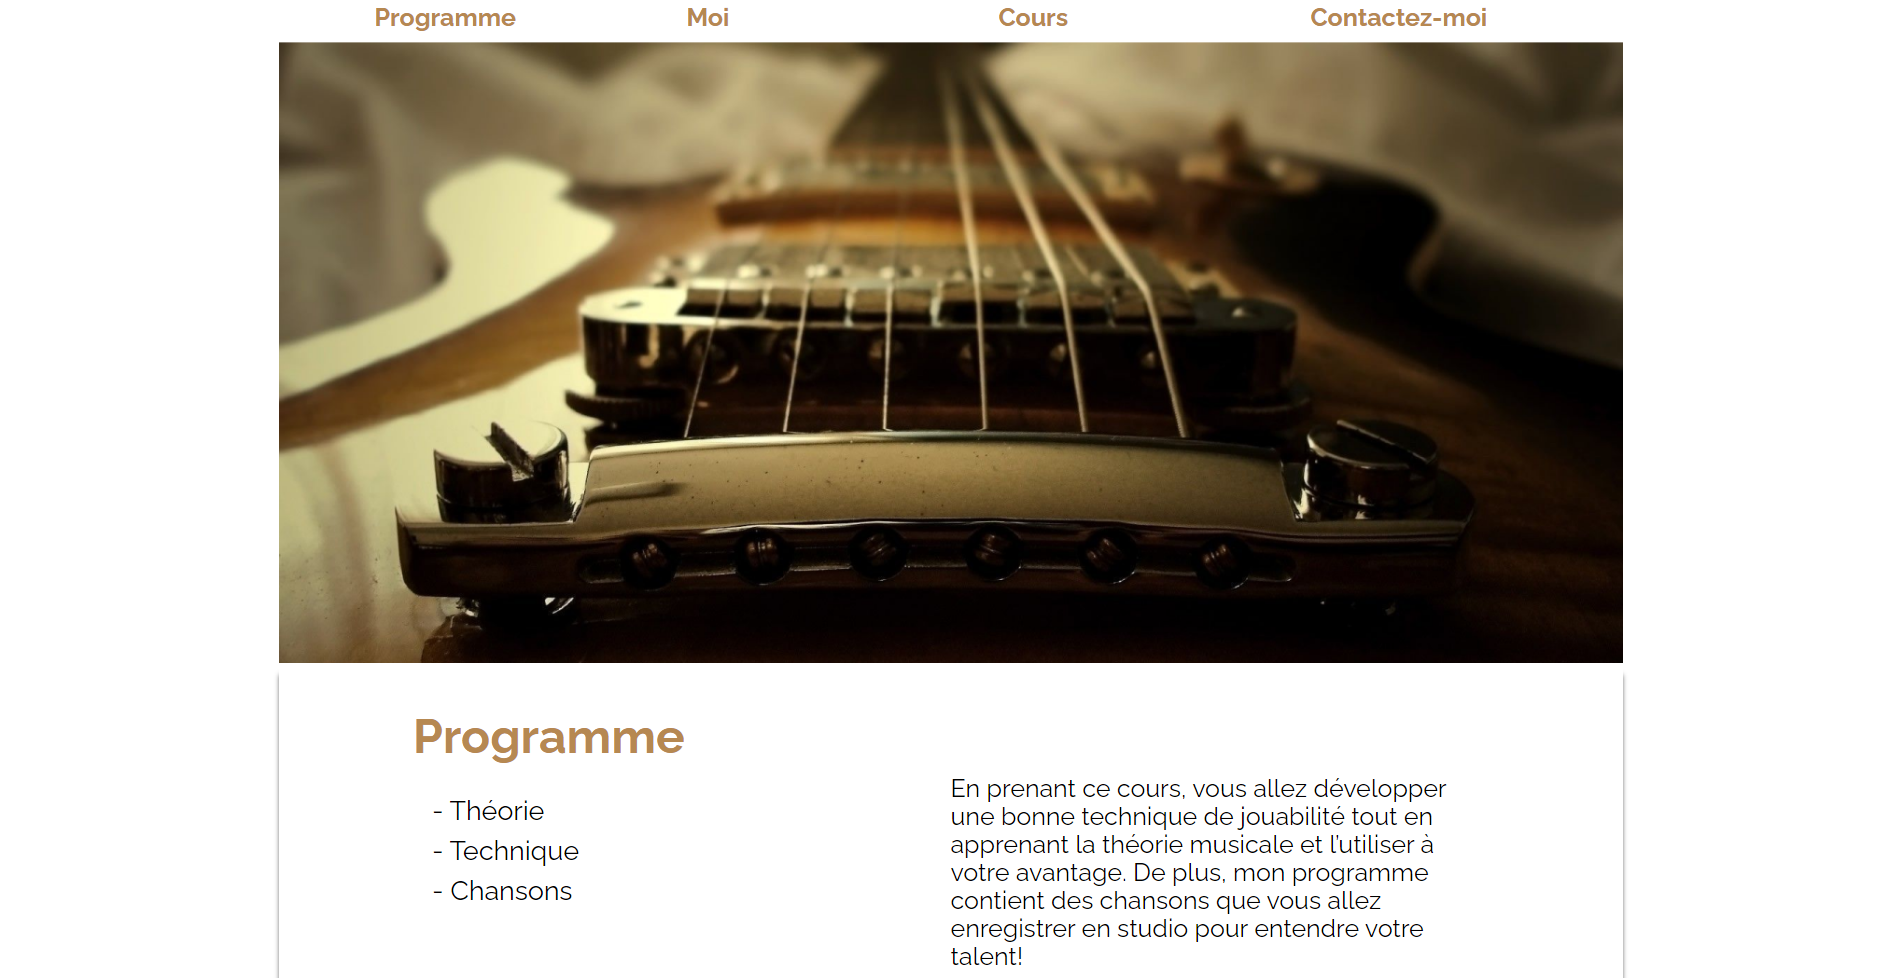 Programme Moi Cours Contactez-moi
Programme
- Théorie
- Technique
- Chansons
En prenant ce cours, vous allez développer
une bonne technique de jouabilité tout en
apprenant la théorie musicale et l'utiliser à
votre avantage. De plus, mon programme
contient des chansons que vous allez
enregistrer en studio pour entendre votre
talent!